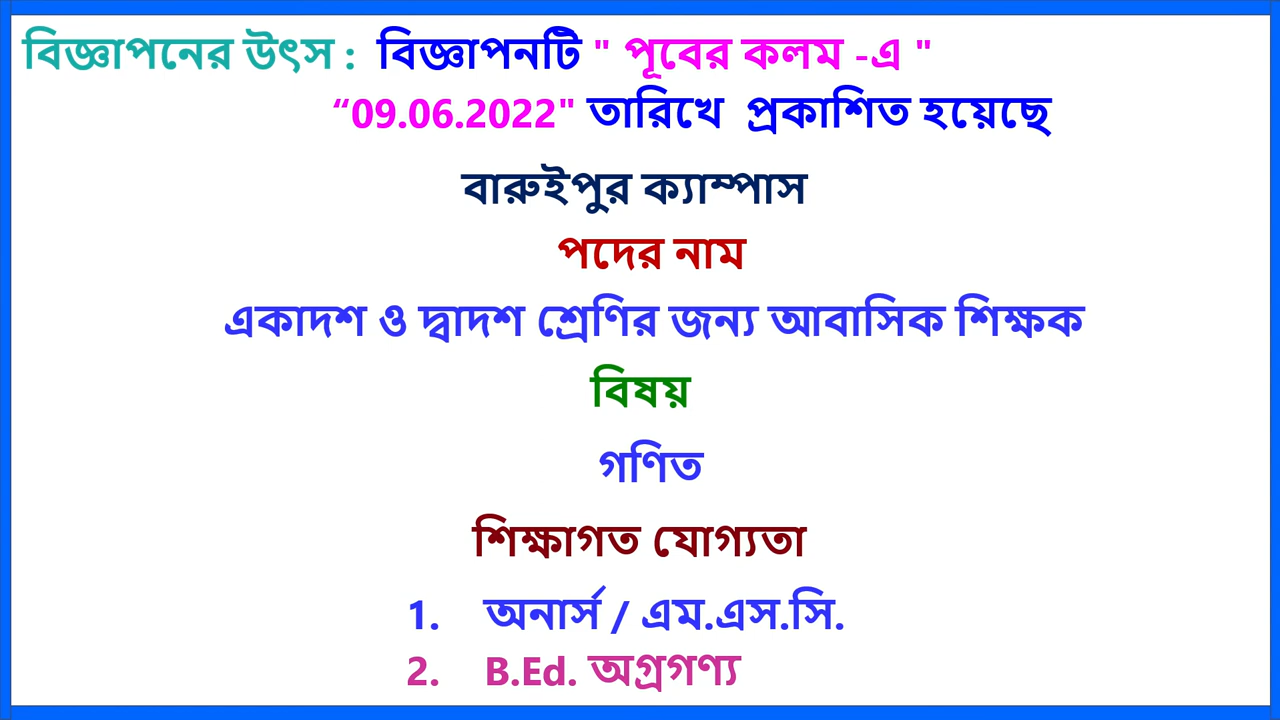 বিজ্ঞাপনের উৎস : বিজ্ঞাপনটি " পূবের কলম -এ "
“09.06.2022" তারিখে প্রকাশিত হয়েছে
বারুইপুর ক্যাম্পাস
পদের নাম
একাদশ ও দ্বাদশ শ্রেণির জন্য আবাসিক শিক্ষক
বিষয়
গণিত
শিক্ষাগত যোগ্যতা
1. অনার্স / এম.এস.সি.
2. B.Ed. অগ্রগণ্য